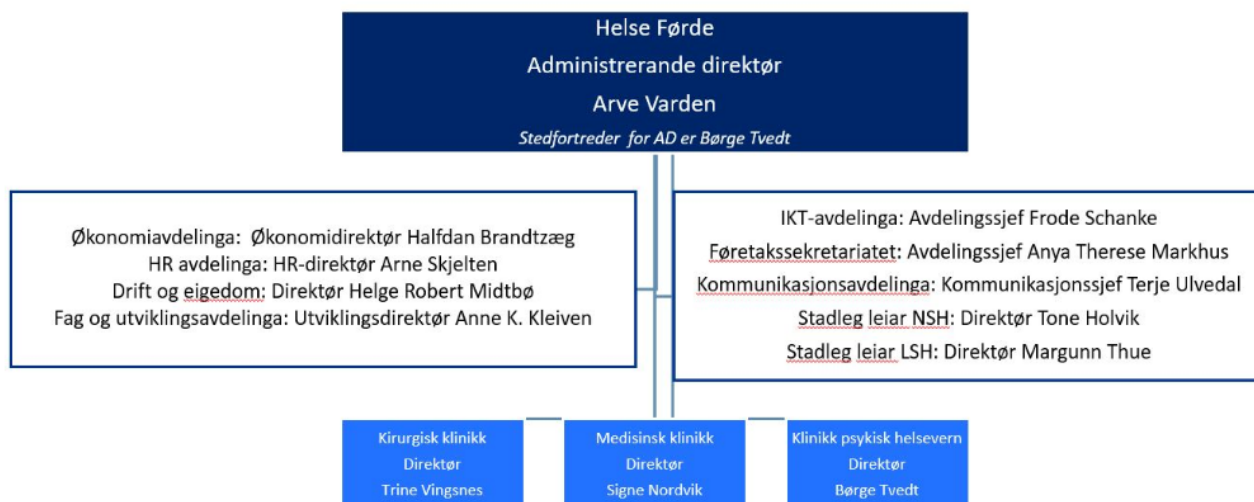 Helse Førde
Administrerande direktør
Arve Varden
Stedfortreder for AD er Børge Tvedt
Økonomiavdelinga: Økonomidirektør Halfdan Brandtzæg
HR avdelinga: HR-direktør Arne Skjelten
Drift og eigedom: Direktør Helge Robert Midtbø
Fag og utviklingsavdelinga: Utviklingsdirektør Anne K. Kleiven
IKT-avdelinga: Avdelingssjef Frode Schanke
Føretakssekretariatet: Avdelingssjef Anya Therese Markhus
Kommunikasjonsavdelinga: Kommunikasjonssjef Terje Ulvedal
Stadleg leiar NSH: Direktør Tone Holvik
Stadleg leiar LSH: Direktør Margunn Thue
Kirurgisk klinikk
Direktør
Trine Vingsnes
Medisinsk klinikk
Direktør
Signe Nordvik
Klinikk psykisk helsevern
Direktør
Børge Tvedt